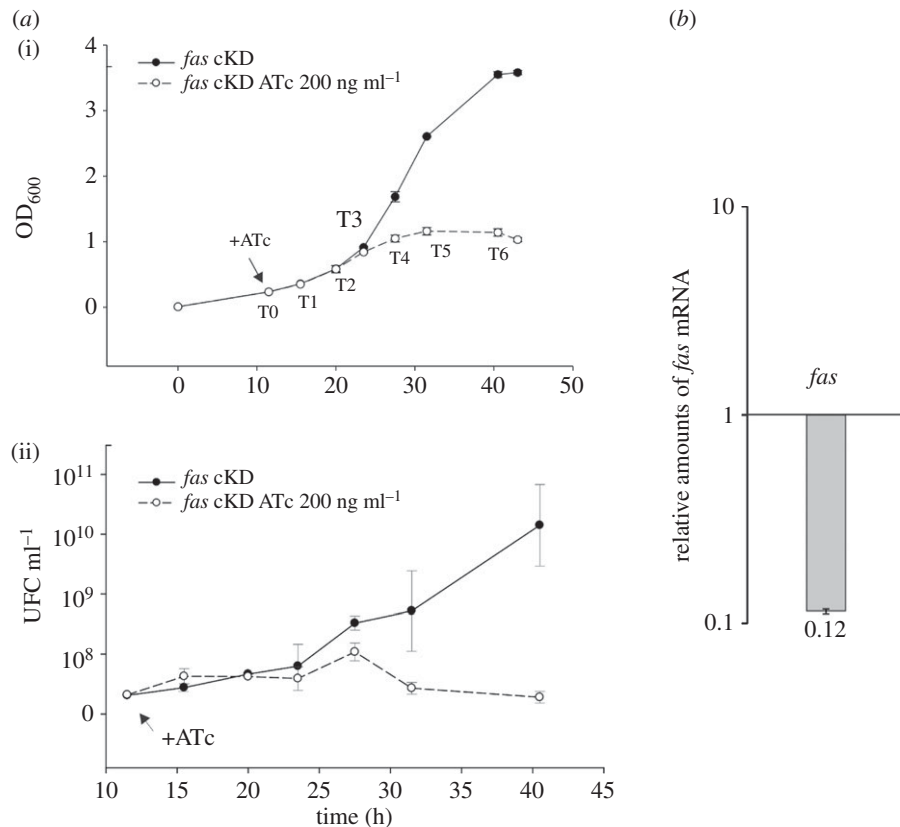 (a)
(i)
fas cKD
fas cKD ATc 200 ng ml⁻¹
OD₆₀₀
4
3
2
1
0
+ATc
T0
T1
T2
T3
T4
T5
T6
0 10 20 30 40 50
(ii)
fas cKD
fas cKD ATc 200 ng ml⁻¹
UFC ml⁻¹
10¹¹
10¹⁰
10⁹
10⁸
0
+ATc
10 15 20 25 30 35 40 45
time (h)
(b)
relative amounts of fas mRNA
10
1
0.1
fas
0.12